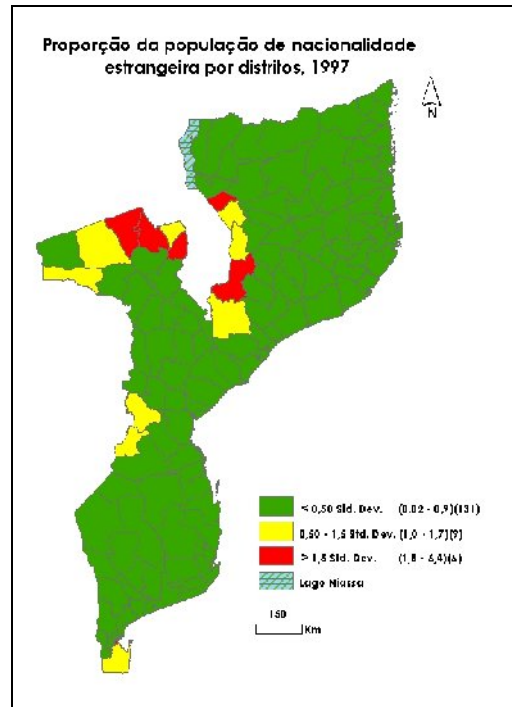 Proporção da população de nacionalidade
estrangeira por distritos, 1997
N
< 0,50 Std. Dev. (0.02 - 0,9)(131)
0,50 - 1,5 Std. Dev. (1,0 - 1,7)(9)
> 1,5 Std. Dev. (1,8 - 6,4)(6)
Lago Niassa
150
Km